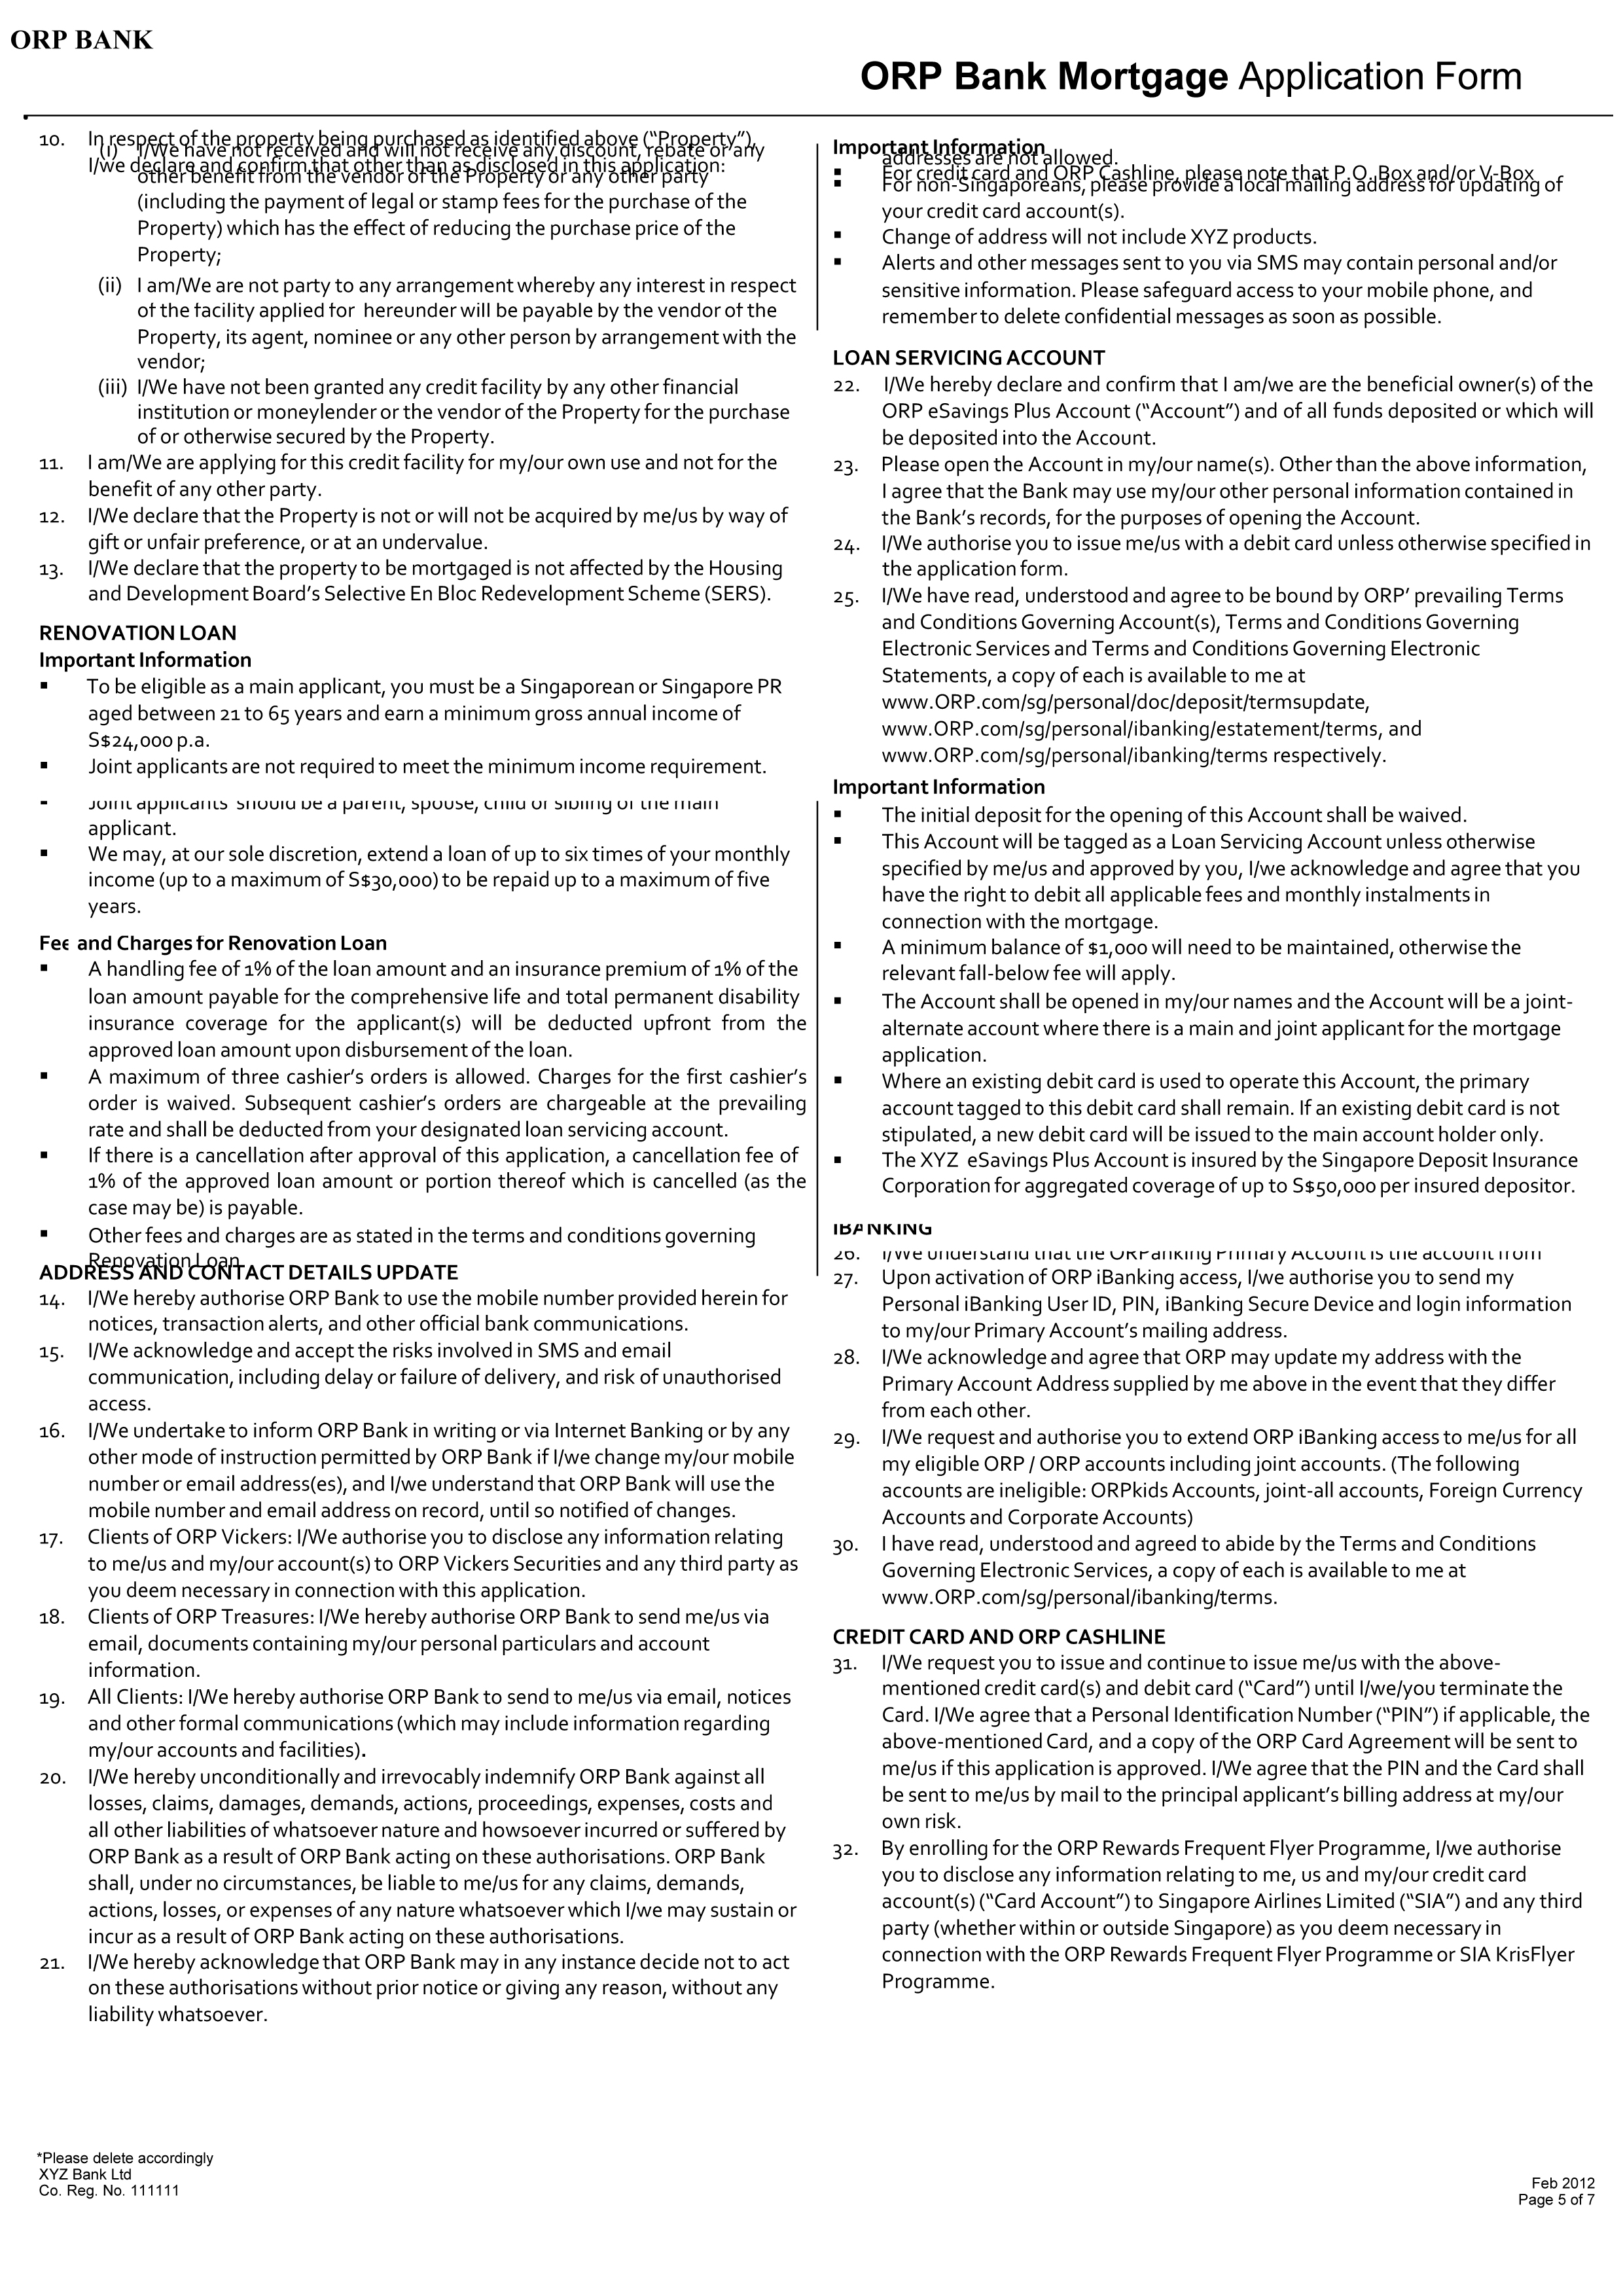 ORP BANK
ORP Bank Mortgage Application Form
10. In respect of the property being purchased as identified above (“Property”),
I/we declare and confirm that other than as disclosed in this application:
(i) I/We have not received and will not receive any discount, rebate or any
other benefit from the vendor of the Property or any other party
(including the payment of legal or stamp fees for the purchase of the
Property) which has the effect of reducing the purchase price of the
Property;
(ii) I am/We are not party to any arrangement whereby any interest in respect
of the facility applied for hereunder will be payable by the vendor of the
Property, its agent, nominee or any other person by arrangement with the
vendor;
(iii) I/We have not been granted any credit facility by any other financial
institution or moneylender or the vendor of the Property for the purchase
of or otherwise secured by the Property.
11. I am/We are applying for this credit facility for my/our own use and not for the
benefit of any other party.
12. I/We declare that the Property is not or will not be acquired by me/us by way of
gift or unfair preference, or at an undervalue.
13. I/We declare that the property to be mortgaged is not affected by the Housing
and Development Board’s Selective En Bloc Redevelopment Scheme (SERS).
RENOVATION LOAN
Important Information
▪ To be eligible as a main applicant, you must be a Singaporean or Singapore PR
aged between 21 to 65 years and earn a minimum gross annual income of
S$24,000 p.a.
▪ Joint applicants are not required to meet the minimum income requirement.
▪ Joint applicants should be a parent, spouse, child or sibling of the main
applicant.
▪ We may, at our sole discretion, extend a loan of up to six times of your monthly
income (up to a maximum of S$30,000) to be repaid up to a maximum of five
years.
Fee and Charges for Renovation Loan
▪ A handling fee of 1% of the loan amount and an insurance premium of 1% of the
loan amount payable for the comprehensive life and total permanent disability
insurance coverage for the applicant(s) will be deducted upfront from the
approved loan amount upon disbursement of the loan.
▪ A maximum of three cashier’s orders is allowed. Charges for the first cashier’s
order is waived. Subsequent cashier’s orders are chargeable at the prevailing
rate and shall be deducted from your designated loan servicing account.
▪ If there is a cancellation after approval of this application, a cancellation fee of
1% of the approved loan amount or portion thereof which is cancelled (as the
case may be) is payable.
▪ Other fees and charges are as stated in the terms and conditions governing
Renovation Loan
ADDRESS AND CONTACT DETAILS UPDATE
14. I/We hereby authorise ORP Bank to use the mobile number provided herein for
notices, transaction alerts, and other official bank communications.
15. I/We acknowledge and accept the risks involved in SMS and email
communication, including delay or failure of delivery, and risk of unauthorised
access.
16. I/We undertake to inform ORP Bank in writing or via Internet Banking or by any
other mode of instruction permitted by ORP Bank if I/we change my/our mobile
number or email address(es), and I/we understand that ORP Bank will use the
mobile number and email address on record, until so notified of changes.
17. Clients of ORP Vickers: I/We authorise you to disclose any information relating
to me/us and my/our account(s) to ORP Vickers Securities and any third party as
you deem necessary in connection with this application.
18. Clients of ORP Treasures: I/We hereby authorise ORP Bank to send me/us via
email, documents containing my/our personal particulars and account
information.
19. All Clients: I/We hereby authorise ORP Bank to send to me/us via email, notices
and other formal communications (which may include information regarding
my/our accounts and facilities).
20. I/We hereby unconditionally and irrevocably indemnify ORP Bank against all
losses, claims, damages, demands, actions, proceedings, expenses, costs and
all other liabilities of whatsoever nature and howsoever incurred or suffered by
ORP Bank as a result of ORP Bank acting on these authorisations. ORP Bank
shall, under no circumstances, be liable to me/us for any claims, demands,
actions, losses, or expenses of any nature whatsoever which I/we may sustain or
incur as a result of ORP Bank acting on these authorisations.
21. I/We hereby acknowledge that ORP Bank may in any instance decide not to act
on these authorisations without prior notice or giving any reason, without any
liability whatsoever.
Important Information
▪ For credit card and ORP Cashline, please note that P.O. Box and/or V-Box
addresses are not allowed.
▪ For non-Singaporeans, please provide a local mailing address for updating of
your credit card account(s).
▪ Change of address will not include XYZ products.
▪ Alerts and other messages sent to you via SMS may contain personal and/or
sensitive information. Please safeguard access to your mobile phone, and
remember to delete confidential messages as soon as possible.
LOAN SERVICING ACCOUNT
22. I/We hereby declare and confirm that I am/we are the beneficial owner(s) of the
ORP eSavings Plus Account (“Account”) and of all funds deposited or which will
be deposited into the Account.
23. Please open the Account in my/our name(s). Other than the above information,
I agree that the Bank may use my/our other personal information contained in
the Bank’s records, for the purposes of opening the Account.
24. I/We authorise you to issue me/us with a debit card unless otherwise specified in
the application form.
25. I/We have read, understood and agree to be bound by ORP’ prevailing Terms
and Conditions Governing Account(s), Terms and Conditions Governing
Electronic Services and Terms and Conditions Governing Electronic
Statements, a copy of each is available to me at
www.ORP.com/sg/personal/doc/deposit/termsupdate,
www.ORP.com/sg/personal/ibanking/estatement/terms, and
www.ORP.com/sg/personal/ibanking/terms respectively.
Important Information
▪ The initial deposit for the opening of this Account shall be waived.
▪ This Account will be tagged as a Loan Servicing Account unless otherwise
specified by me/us and approved by you, I/we acknowledge and agree that you
have the right to debit all applicable fees and monthly instalments in
connection with the mortgage.
▪ A minimum balance of $1,000 will need to be maintained, otherwise the
relevant fall-below fee will apply.
▪ The Account shall be opened in my/our names and the Account will be a joint-
alternate account where there is a main and joint applicant for the mortgage
application.
▪ Where an existing debit card is used to operate this Account, the primary
account tagged to this debit card shall remain. If an existing debit card is not
stipulated, a new debit card will be issued to the main account holder only.
▪ The XYZ eSavings Plus Account is insured by the Singapore Deposit Insurance
Corporation for aggregated coverage of up to S$50,000 per insured depositor.
IBANKING
26. I/We understand that the ORPanking Primary Account is the account from
27. Upon activation of ORP iBanking access, I/we authorise you to send my
Personal iBanking User ID, PIN, iBanking Secure Device and login information
to my/our Primary Account’s mailing address.
28. I/We acknowledge and agree that ORP may update my address with the
Primary Account Address supplied by me above in the event that they differ
from each other.
29. I/We request and authorise you to extend ORP iBanking access to me/us for all
my eligible ORP / ORP accounts including joint accounts. (The following
accounts are ineligible: ORPkids Accounts, joint-all accounts, Foreign Currency
Accounts and Corporate Accounts)
30. I have read, understood and agreed to abide by the Terms and Conditions
Governing Electronic Services, a copy of each is available to me at
www.ORP.com/sg/personal/ibanking/terms.
CREDIT CARD AND ORP CASHLINE
31. I/We request you to issue and continue to issue me/us with the above-
mentioned credit card(s) and debit card (“Card”) until I/we/you terminate the
Card. I/We agree that a Personal Identification Number (“PIN”) if applicable, the
above-mentioned Card, and a copy of the ORP Card Agreement will be sent to
me/us if this application is approved. I/We agree that the PIN and the Card shall
be sent to me/us by mail to the principal applicant’s billing address at my/our
own risk.
32. By enrolling for the ORP Rewards Frequent Flyer Programme, I/we authorise
you to disclose any information relating to me, us and my/our credit card
account(s) (“Card Account”) to Singapore Airlines Limited (“SIA”) and any third
party (whether within or outside Singapore) as you deem necessary in
connection with the ORP Rewards Frequent Flyer Programme or SIA KrisFlyer
Programme.
*Please delete accordingly
XYZ Bank Ltd
Co. Reg. No. 111111
Feb 2012
Page 5 of 7